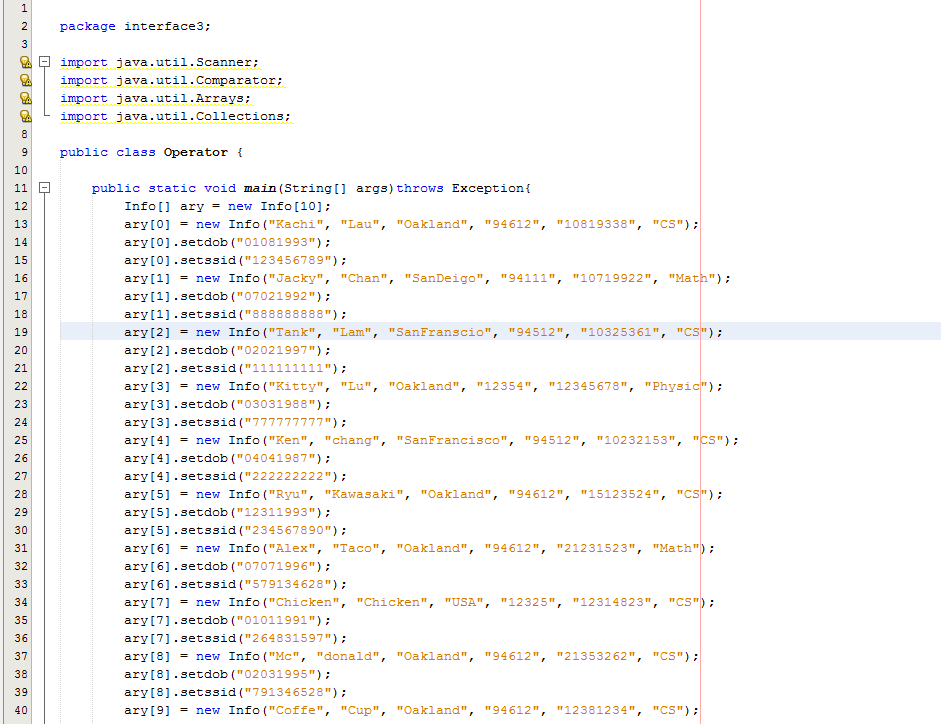 1
2 package interface3;
3
import java.util.Scanner;
import java.util.Comparator;
import java.util.Arrays;
import java.util.Collections;
8
9 public class Operator {
10
11 public static void main(String[] args)throws Exception{
12 Info[] ary = new Info[10];
13 ary[0] = new Info("Kachi", "Lau", "Oakland", "94612", "10819338", "CS");
14 ary[0].setdob("01081993");
15 ary[0].setssid("123456789");
16 ary[1] = new Info("Jacky", "Chan", "SanDeigo", "94111", "10719922", "Math");
17 ary[1].setdob("07021992");
18 ary[1].setssid("888888888");
19 ary[2] = new Info("Tank", "Lam", "SanFranscio", "94512", "10325361", "CS");
20 ary[2].setdob("02021997");
21 ary[2].setssid("111111111");
22 ary[3] = new Info("Kitty", "Lu", "Oakland", "12354", "12345678", "Physic");
23 ary[3].setdob("03031988");
24 ary[3].setssid("777777777");
25 ary[4] = new Info("Ken", "chang", "SanFrancisco", "94512", "10232153", "CS");
26 ary[4].setdob("04041987");
27 ary[4].setssid("222222222");
28 ary[5] = new Info("Ryu", "Kawasaki", "Oakland", "94612", "15123524", "CS");
29 ary[5].setdob("12311993");
30 ary[5].setssid("234567890");
31 ary[6] = new Info("Alex", "Taco", "Oakland", "94612", "21231523", "Math");
32 ary[6].setdob("07071996");
33 ary[6].setssid("579134628");
34 ary[7] = new Info("Chicken", "Chicken", "USA", "12325", "12314823", "CS");
35 ary[7].setdob("01011991");
36 ary[7].setssid("264831597");
37 ary[8] = new Info("Mc", "donald", "Oakland", "94612", "21353262", "CS");
38 ary[8].setdob("02031995");
39 ary[8].setssid("791346528");
40 ary[9] = new Info("Coffe", "Cup", "Oakland", "94612", "12381234", "CS");